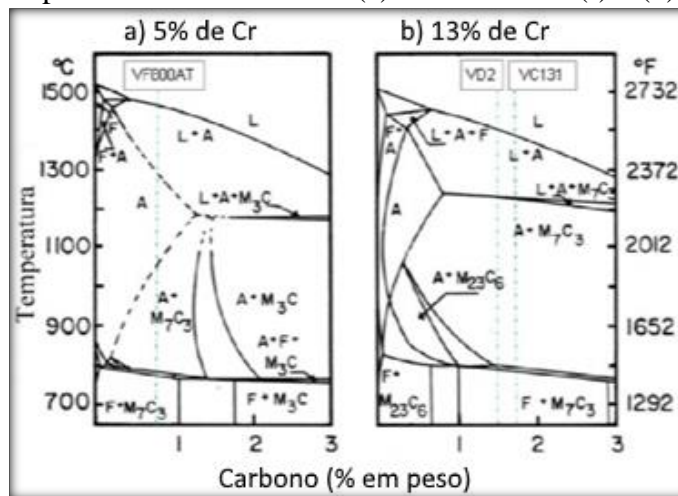 a) 5% de Cr
b) 13% de Cr
°C
VF800AT
VD2
VC131
°F
1500
1300
1100
900
700
Temperatura
F
F+A
A
L+A
L
L+A+M3C
A+
M7C3
A+M3C
A+F+
M3C
F+M7C3
F+M3C
F+
A
L+A+F
L
L+A
L+A+M7C3
A
A+M7C3
A+M23C6
F+
M23C6
F+M7C3
2732
2372
2012
1652
1292
1
2
3
1
2
3
Carbono (% em peso)